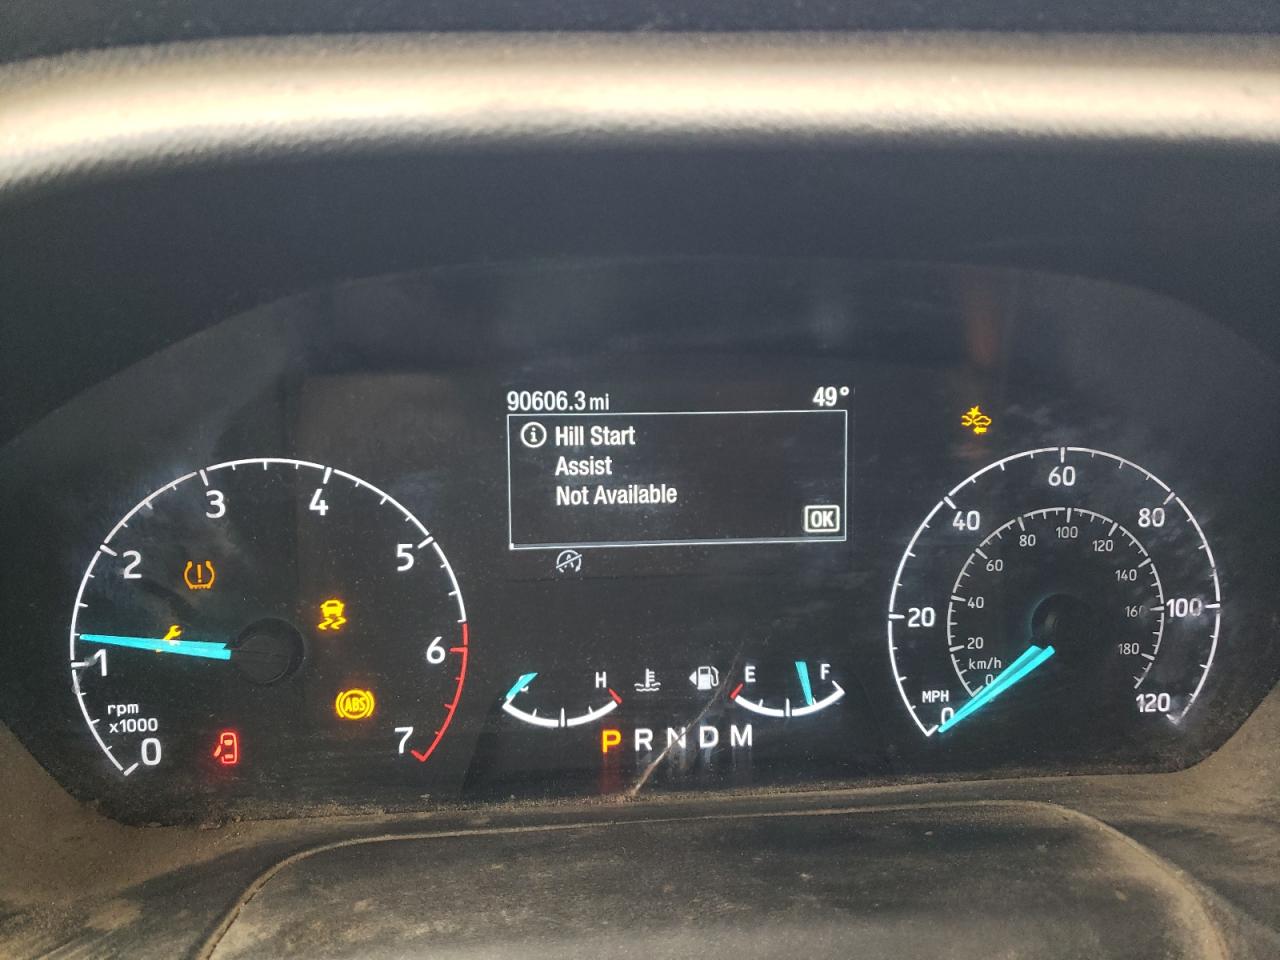 90606.3 mi 49°
Hill Start
Assist
Not Available
OK
0 1 2 3 4 5 6 7
rpm
x1000
ABS
H
E F
P R N D M
0 20 40 60 80 100 120
MPH
km/h
0 20 40 60 80 100 120 140 160 180